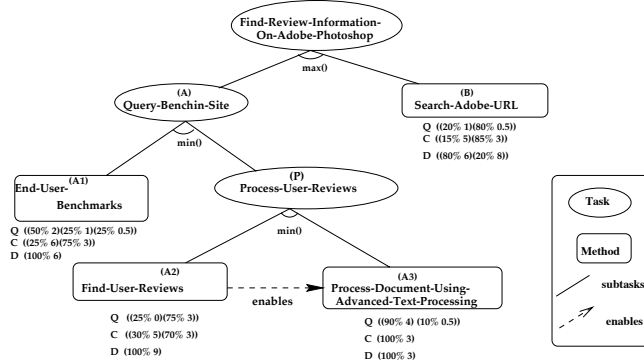 Find-Review-Information-
On-Adobe-Photoshop
max()
(A)
Query-Benchin-Site
min()
(B)
Search-Adobe-URL
Q ((20% 1)(80% 0.5))
C ((15% 5)(85% 3))
D ((80% 6)(20% 8))
(A1)
End-User-
Benchmarks
Q ((50% 2)(25% 1)(25% 0.5))
C ((25% 6)(75% 3))
D (100% 6)
(P)
Process-User-Reviews
min()
(A2)
Find-User-Reviews
enables
(A3)
Process-Document-Using-
Advanced-Text-Processing
Q ((25% 0)(75% 3))
C ((30% 5)(70% 3))
D (100% 9)
Q ((90% 4) (10% 0.5))
C (100% 3)
D (100% 3)
Task
Method
subtasks
enables